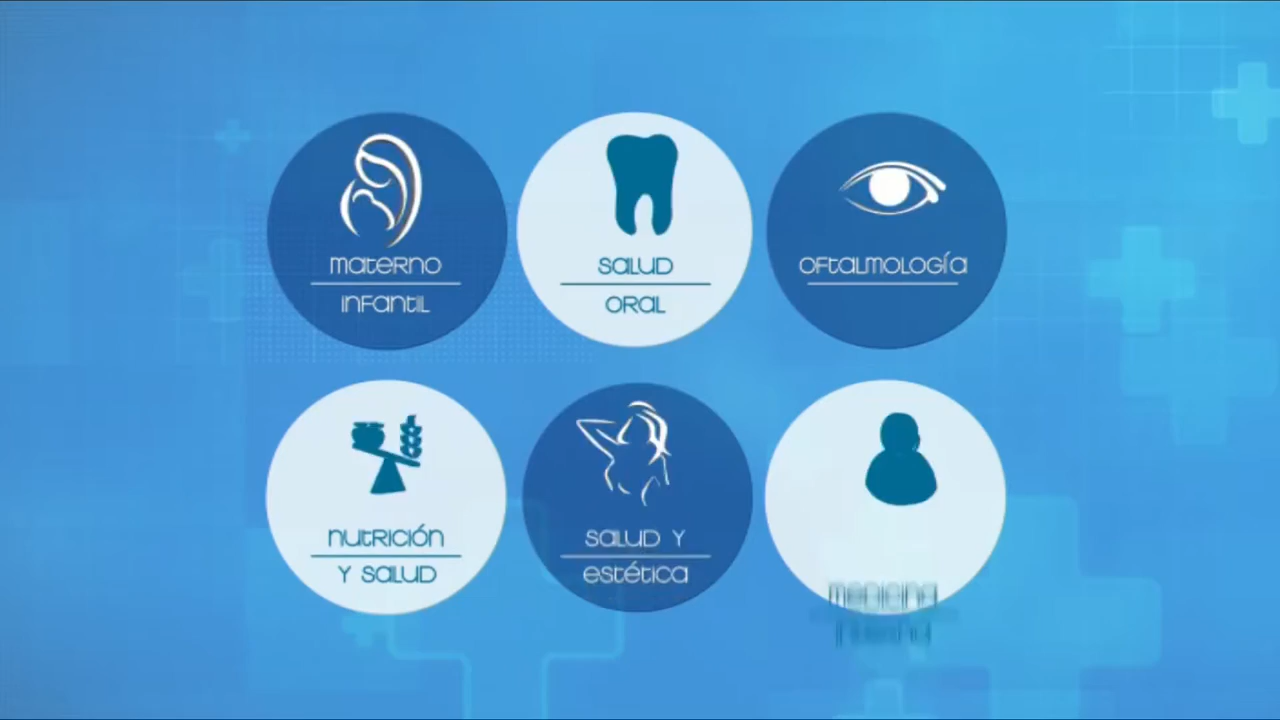 MATERNO
INFANTIL
SALUD
ORAL
OFTALMOLOGÍA
NUTRICIÓN
Y SALUD
SALUD Y
ESTÉTICA